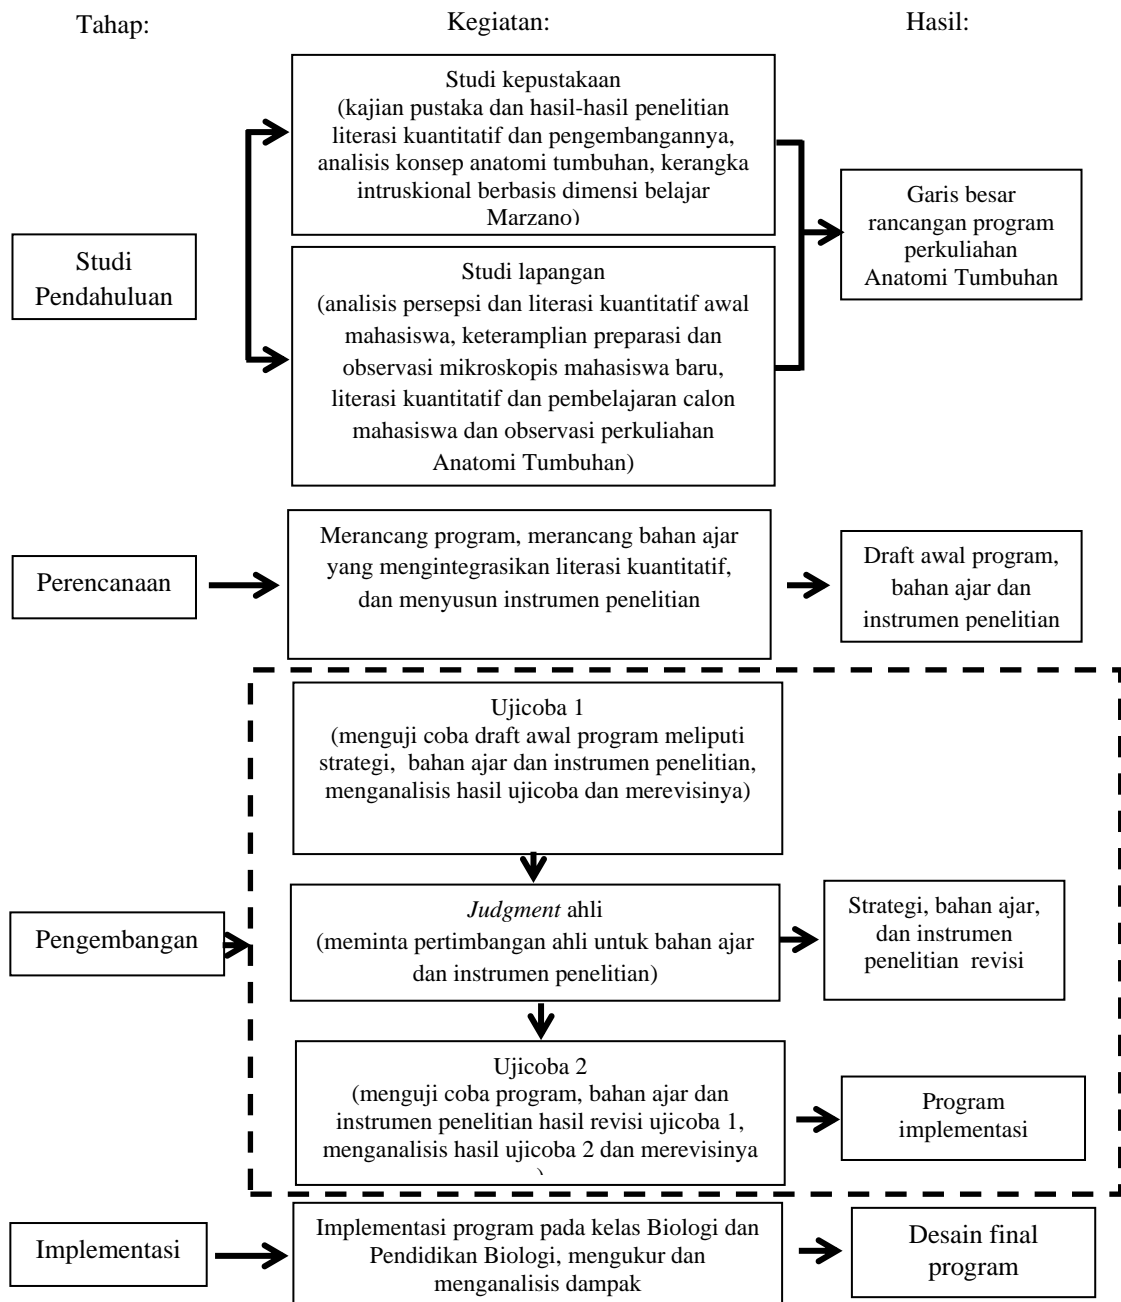 Tahap:
Kegiatan:
Hasil:
Studi kepustakaan
(kajian pustaka dan hasil-hasil penelitian
literasi kuantitatif dan pengembangannya,
analisis konsep anatomi tumbuhan, kerangka
intruskional berbasis dimensi belajar
Marzano)
Studi
Pendahuluan
Garis besar
rancangan program
perkuliahan
Anatomi Tumbuhan
Studi lapangan
(analisis persepsi dan literasi kuantitatif awal
mahasiswa, keteramplian preparasi dan
observasi mikroskopis mahasiswa baru,
literasi kuantitatif dan pembelajaran calon
mahasiswa dan observasi perkuliahan
Anatomi Tumbuhan)
Perencanaan
Merancang program, merancang bahan ajar
yang mengintegrasikan literasi kuantitatif,
dan menyusun instrumen penelitian
Draft awal program,
bahan ajar dan
instrumen penelitian
Ujicoba 1
(menguji coba draft awal program meliputi
strategi,  bahan ajar dan instrumen penelitian,
menganalisis hasil ujicoba dan merevisinya)
Pengembangan
Judgment ahli
(meminta pertimbangan ahli untuk bahan ajar
dan instrumen penelitian)
Strategi, bahan ajar,
dan instrumen
penelitian  revisi
Ujicoba 2
(menguji coba program, bahan ajar dan
instrumen penelitian hasil revisi ujicoba 1,
menganalisis hasil ujicoba 2 dan merevisinya
)
Program
implementasi
Implementasi
Implementasi program pada kelas Biologi dan
Pendidikan Biologi, mengukur dan
menganalisis dampak
Desain final
program